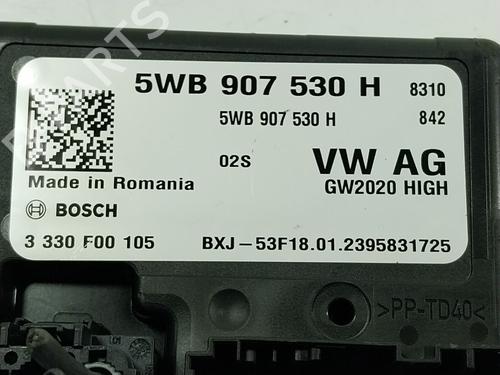 5WB 907 530 H 8310
5WB 907 530 H 842
02S VW AG
Made in Romania GW2020 HIGH
BOSCH
3 330 F00 105 BXJ-53F18.01.2395831725
>PP-TD40<